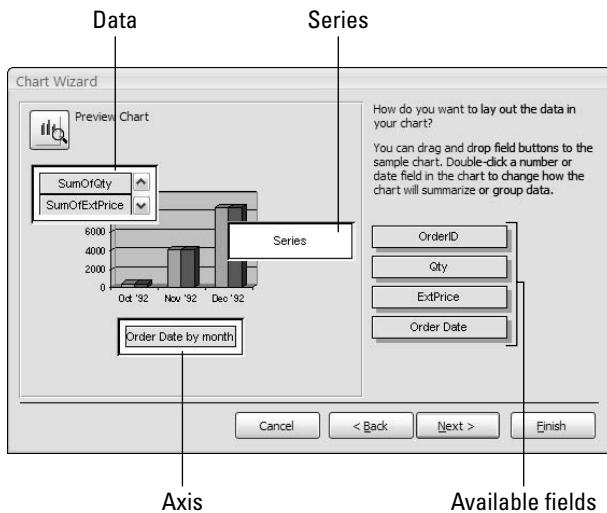 Data
Series
Chart Wizard
Preview Chart
How do you want to lay out the data in
your chart?
You can drag and drop field buttons to the
sample chart. Double-click a number or
date field in the chart to change how the
chart will summarize or group data.
SumOfQty
SumOfExtPrice
6000
4000
2000
0
Oct '92 Nov '92 Dec '92
Series
Order Date by month
OrderID
Qty
ExtPrice
Order Date
Cancel
< Back
Next >
Finish
Axis
Available fields